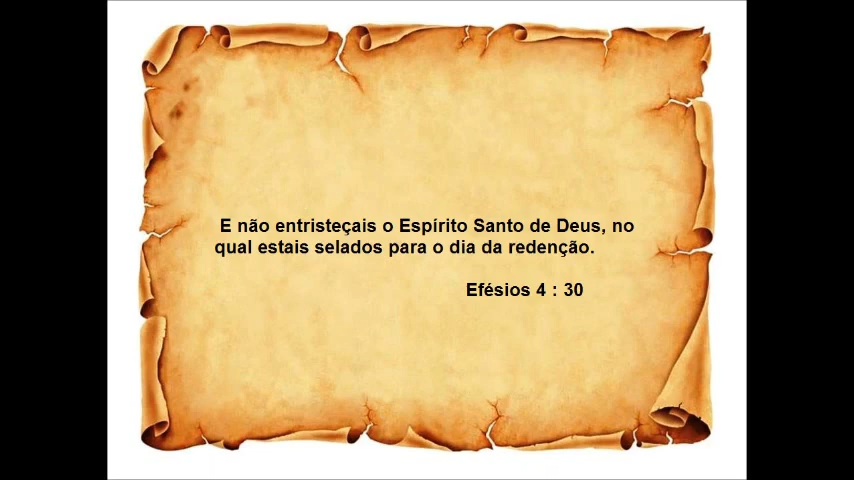 E não entristeçais o Espírito Santo de Deus, no
qual estais selados para o dia da redenção.
Efésios 4 : 30